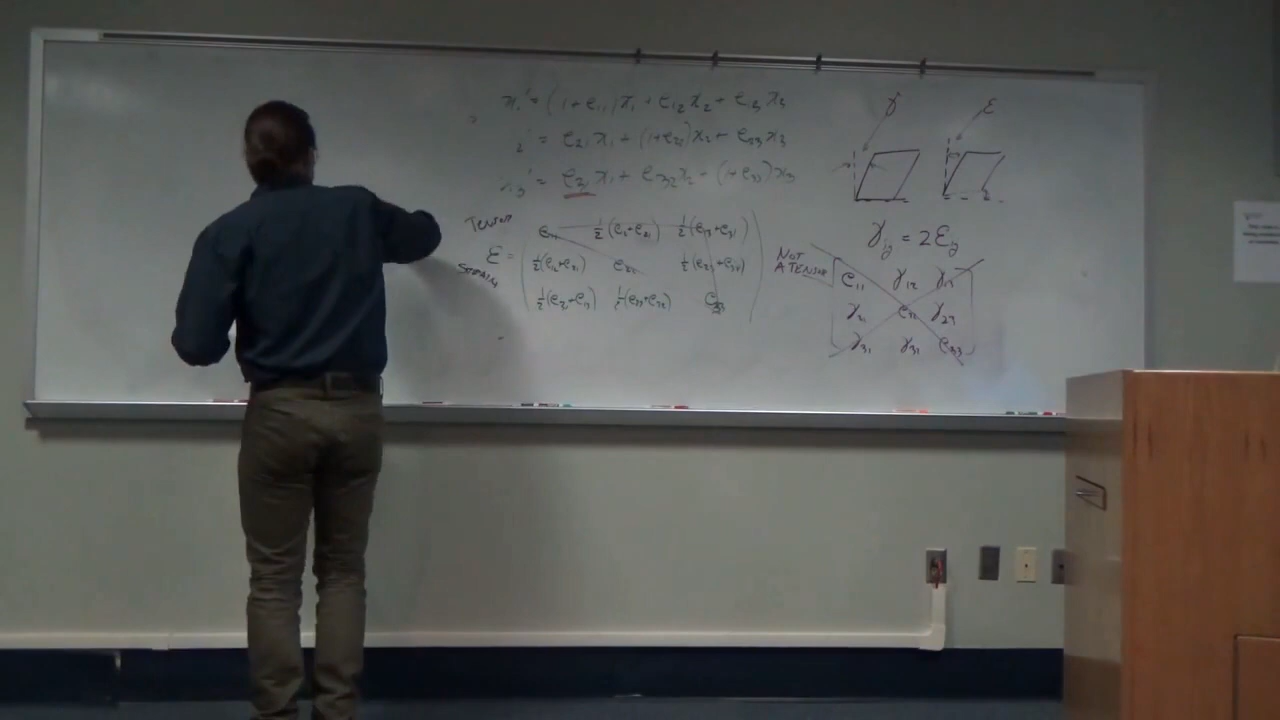 x₁' = (1+e₁₁)x₁ + e₁₂x₂ + e₁₃x₃
₂' = e₂₁x₁ + (1+e₂₂)x₂ + e₂₃x₃
₃' = e₃₁x₁ + e₃₂x₂ + (1+e₃₃)x₃
γ ε
γᵢⱼ = 2εᵢⱼ
TENSOR
ε =
STRAIN
e₁₁ ½(e₁₂+e₂₁) ½(e₁₃+e₃₁)
½(e₁₂+e₂₁) e₂₂ ½(e₂₃+e₃₂)
½(e₃₁+e₁₃) ½(e₂₃+e₃₂) e₃₃
NOT
A TENSOR
e₁₁ γ₁₂ γ₁₃
γ₂₁ e₂₂ γ₂₃
γ₃₁ γ₃₂ e₃₃